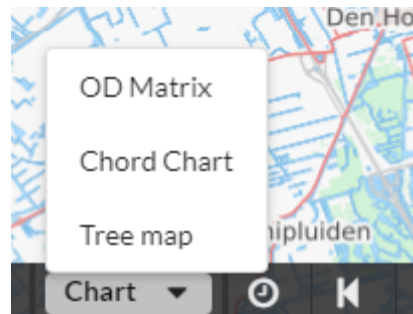 Den Ho
OD Matrix
Chord Chart
Tree map
hipluiden
Chart